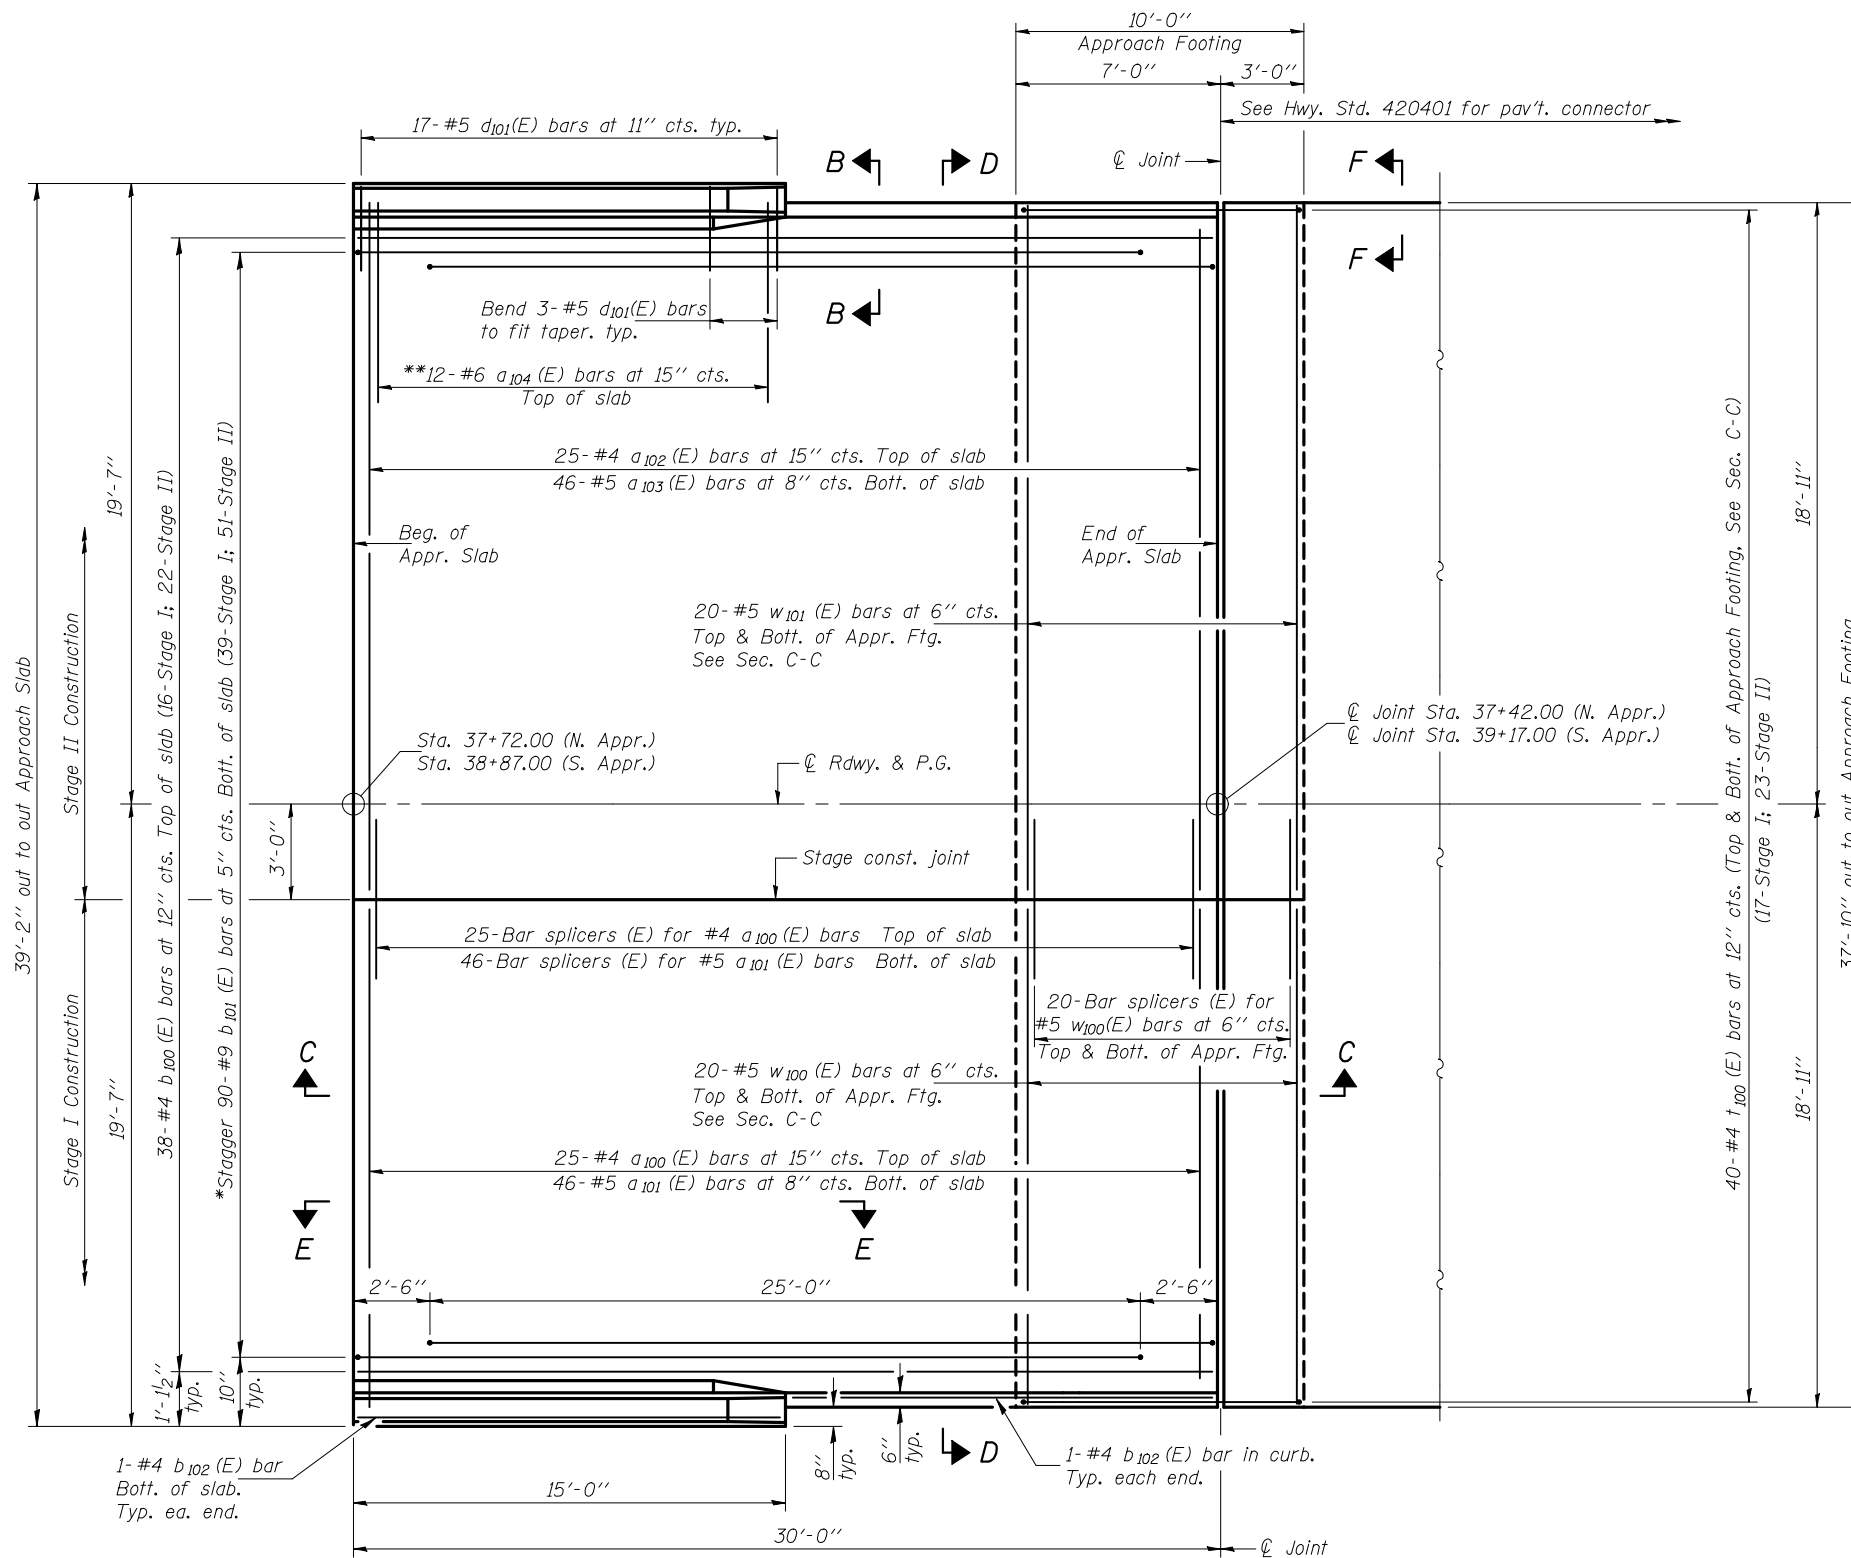 10'-0"
Approach Footing
7'-0"
3'-0"
See Hwy. Std. 420401 for pav't. connector
17-#5 d101(E) bars at 11" cts. typ.
B
D
℄ Joint
F
F
B
Bend 3-#5 d101(E) bars
to fit taper. typ.
**12-#6 a104(E) bars at 15" cts.
Top of slab
25-#4 a102(E) bars at 15" cts. Top of slab
46-#5 a103(E) bars at 8" cts. Bott. of slab
Beg. of
Appr. Slab
End of
Appr. Slab
20-#5 w101(E) bars at 6" cts.
Top & Bott. of Appr. Ftg.
See Sec. C-C
Sta. 37+72.00 (N. Appr.)
Sta. 38+87.00 (S. Appr.)
℄ Rdwy. & P.G.
℄ Joint Sta. 37+42.00 (N. Appr.)
℄ Joint Sta. 39+17.00 (S. Appr.)
3'-0"
Stage const. joint
25-Bar splicers (E) for #4 a100(E) bars Top of slab
46-Bar splicers (E) for #5 a101(E) bars Bott. of slab
20-Bar splicers (E) for
#5 w100(E) bars at 6" cts.
Top & Bott. of Appr. Ftg.
C
C
20-#5 w100(E) bars at 6" cts.
Top & Bott. of Appr. Ftg.
See Sec. C-C
25-#4 a100(E) bars at 15" cts. Top of slab
46-#5 a101(E) bars at 8" cts. Bott. of slab
E
E
2'-6"
25'-0"
2'-6"
39'-2" out to out Approach Slab
Stage II Construction
Stage I Construction
19'-7"
19'-7"
38-#4 b100(E) bars at 12" cts. Top of slab (16-Stage I; 22-Stage II)
*Stagger 90-#9 b101(E) bars at 5" cts. Bott. of slab (39-Stage I; 51-Stage II)
1'-1½"
typ.
10"
typ.
40-#4 t100(E) bars at 12" cts. (Top & Bott. of Approach Footing, See Sec. C-C)
(17-Stage I; 23-Stage II)
18'-11"
18'-11"
37'-10" out to out Approach Footing
1-#4 b102(E) bar
Bott. of slab.
Typ. ea. end.
8"
typ.
6"
typ.
D
1-#4 b102(E) bar in curb.
Typ. each end.
15'-0"
30'-0"
℄ Joint